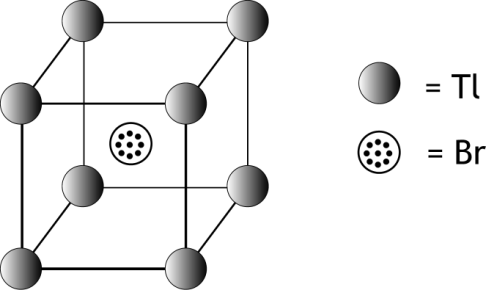 = Tl
= Br